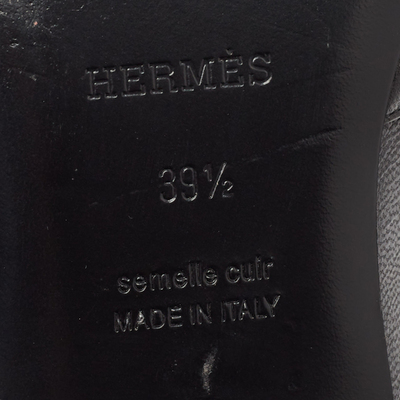 HERMÈS
39½
semelle cuir
MADE IN ITALY